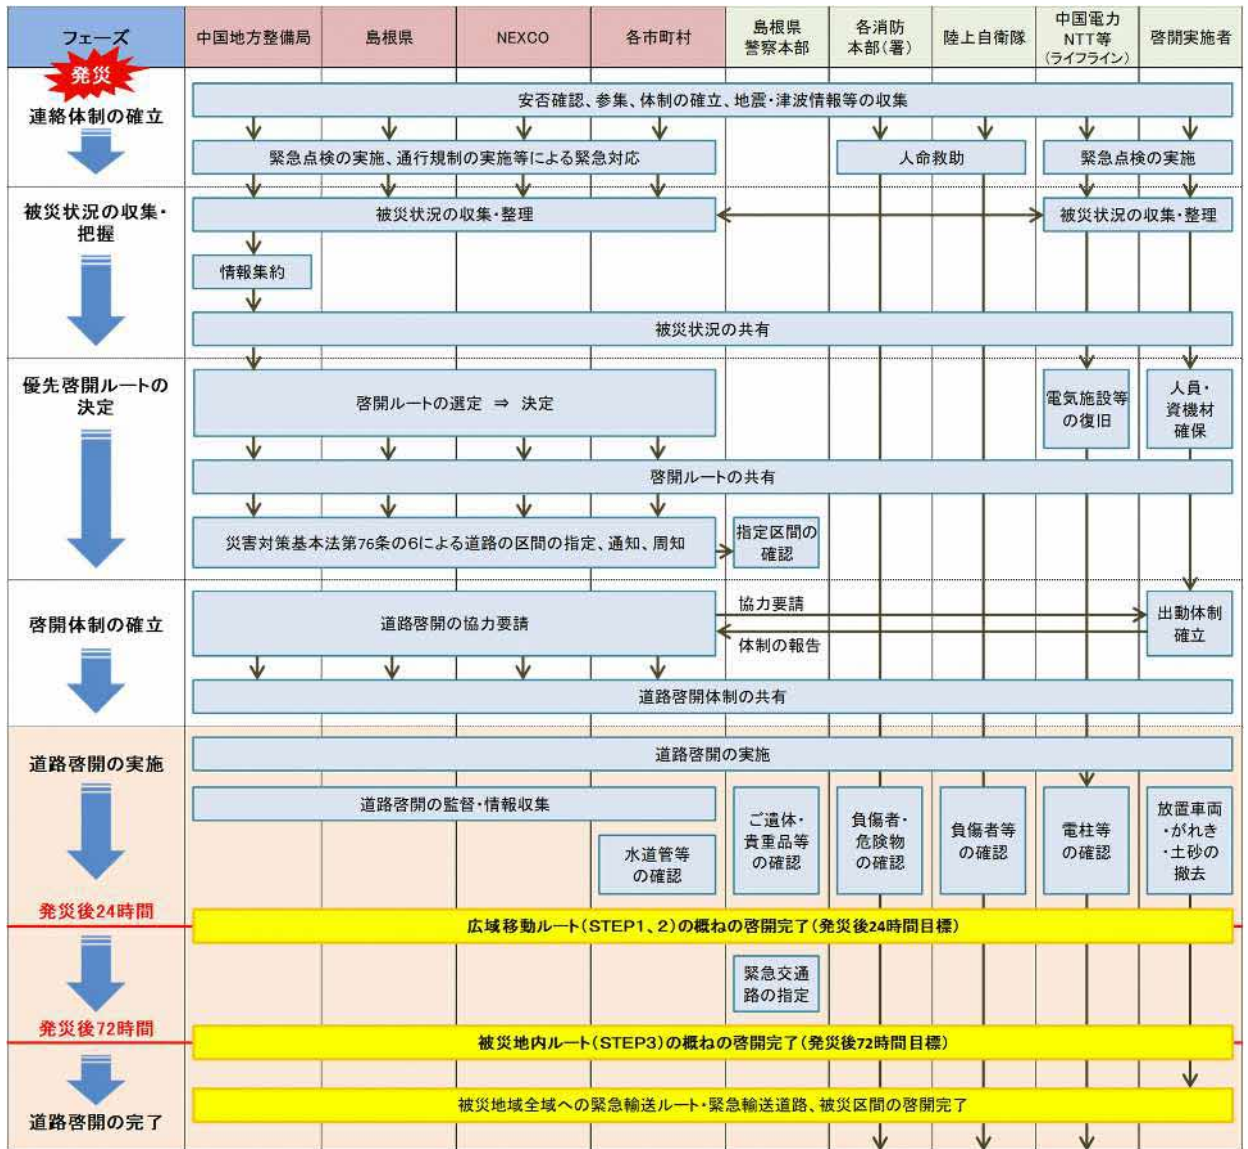 フェーズ
中国地方整備局
島根県
NEXCO
各市町村
島根県
警察本部
各消防
本部(署)
陸上自衛隊
中国電力
NTT等
(ライフライン)
啓開実施者
発災
連絡体制の確立
安否確認、参集、体制の確立、地震・津波情報等の収集
緊急点検の実施、通行規制の実施等による緊急対応
人命救助
緊急点検の実施
被災状況の収集・
把握
被災状況の収集・整理
被災状況の収集・整理
情報集約
被災状況の共有
優先啓開ルートの
決定
啓開ルートの選定 ⇒ 決定
電気施設等
の復旧
人員・
資機材
確保
啓開ルートの共有
災害対策基本法第76条の6による道路の区間の指定、通知、周知
指定区間の
確認
啓開体制の確立
道路啓開の協力要請
協力要請
体制の報告
出動体制
確立
道路啓開体制の共有
道路啓開の実施
道路啓開の実施
道路啓開の監督・情報収集
水道管等
の確認
ご遺体・
貴重品等
の確認
負傷者・
危険物
の確認
負傷者等
の確認
電柱等
の確認
放置車両
・がれき
・土砂の
撤去
発災後24時間
広域移動ルート(STEP1、2)の概ねの啓開完了(発災後24時間目標)
緊急交通
路の指定
発災後72時間
被災地内ルート(STEP3)の概ねの啓開完了(発災後72時間目標)
道路啓開の完了
被災地域全域への緊急輸送ルート・緊急輸送道路、被災区間の啓開完了